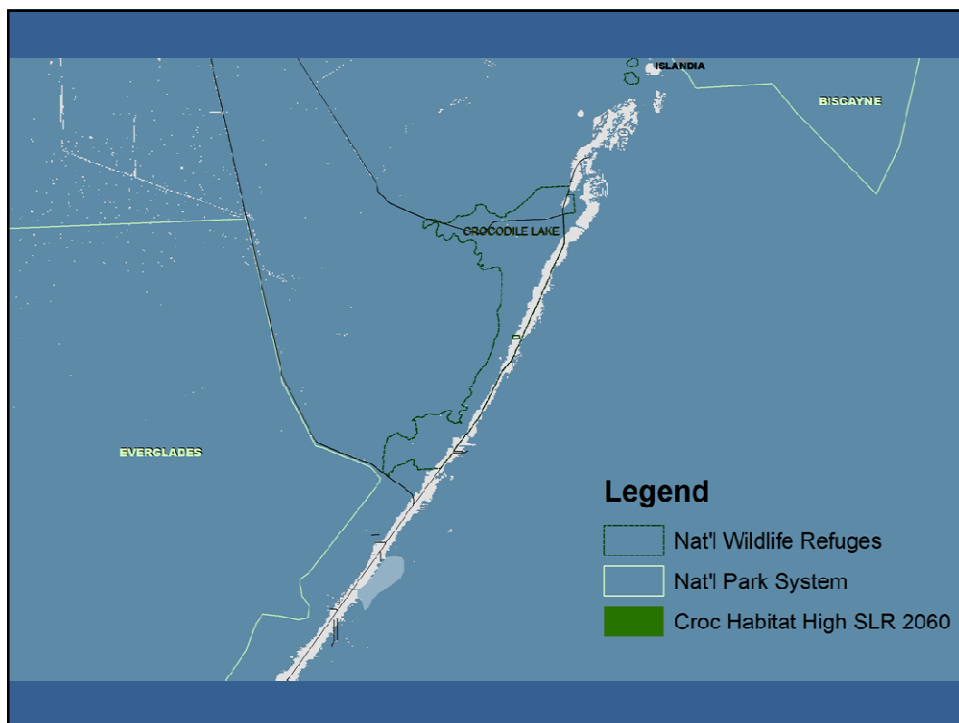 ISLANDIA
BISCAYNE
CROCODILE LAKE
EVERGLADES
Legend
Nat'l Wildlife Refuges
Nat'l Park System
Croc Habitat High SLR 2060